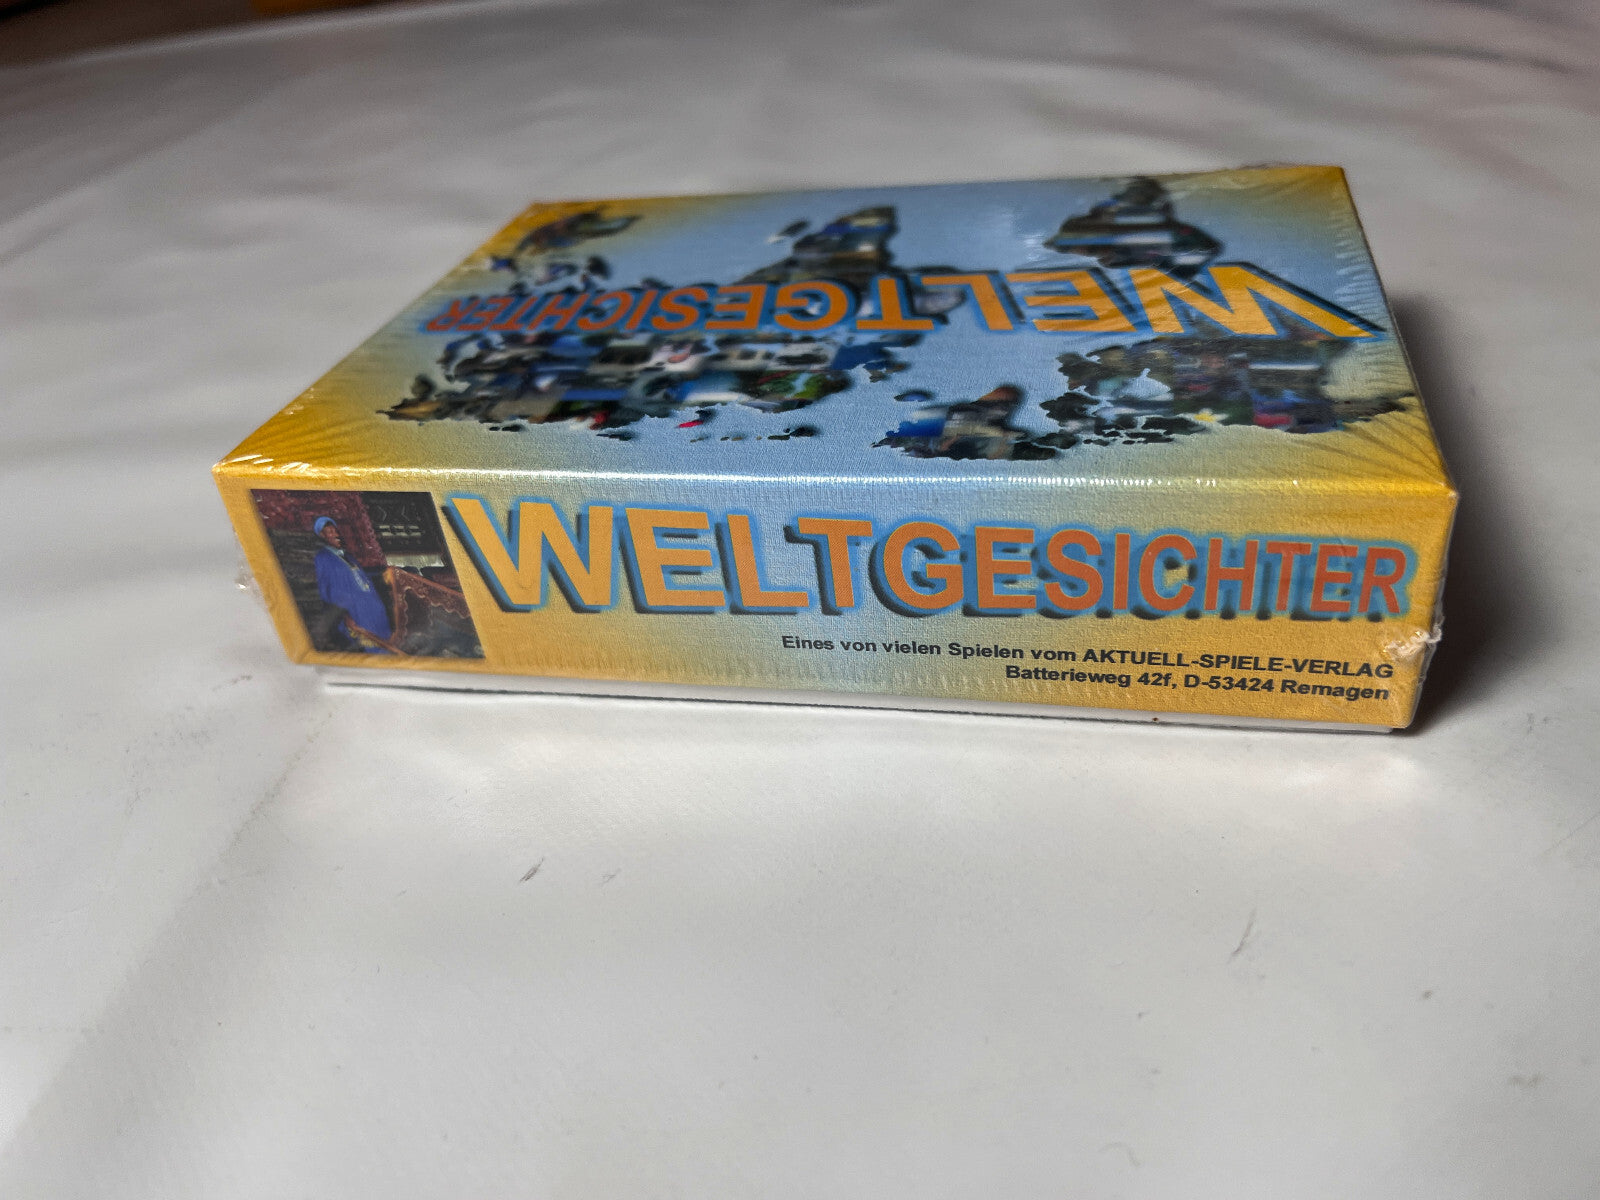 WELTGESICHTER
WELTGESICHTER
Eines von vielen Spielen vom AKTUELL-SPIELE-VERLAG
Batterieweg 42f, D-53424 Remagen